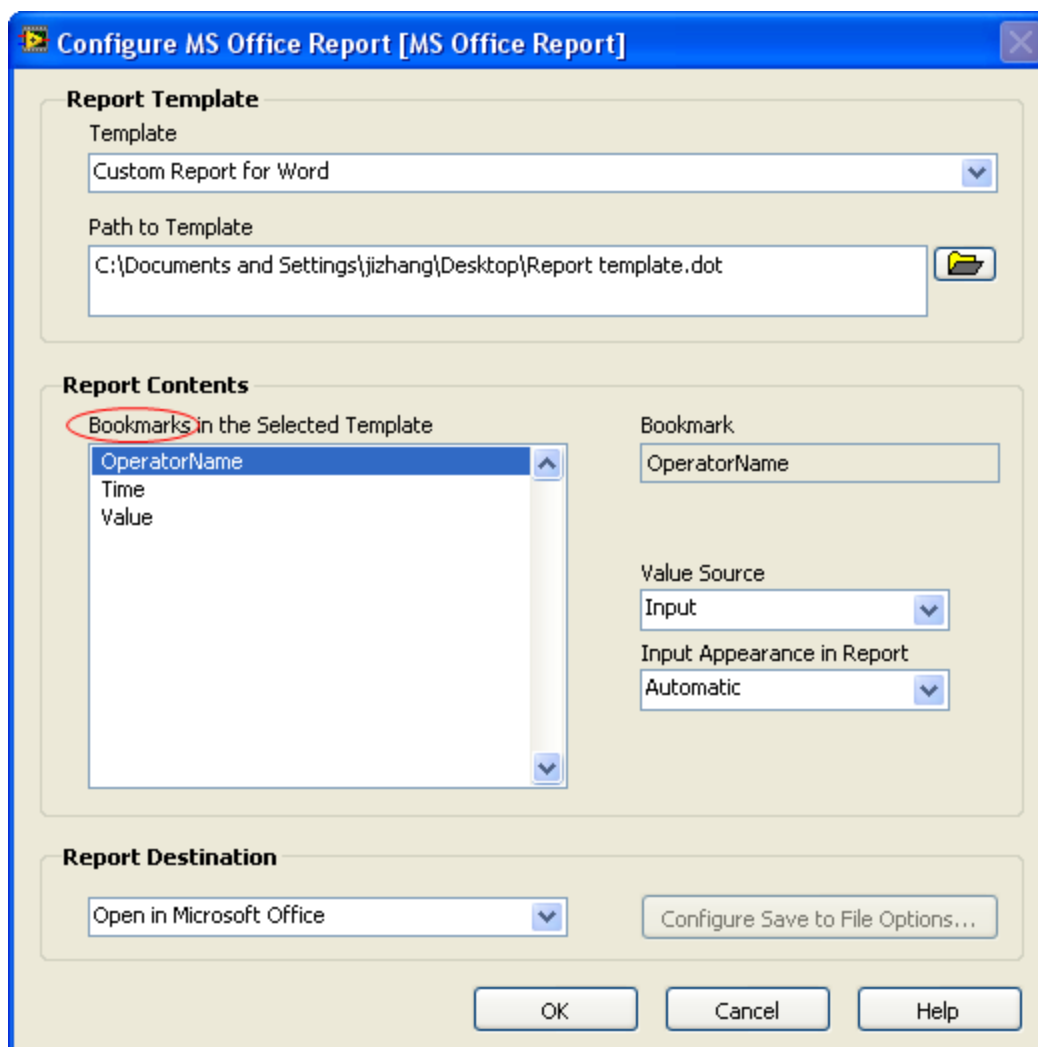 Configure MS Office Report [MS Office Report]
Report Template
Template
Custom Report for Word
Path to Template
C:\Documents and Settings\jizhang\Desktop\Report template.dot
Report Contents
Bookmarks in the Selected Template
OperatorName
Time
Value
Bookmark
OperatorName
Value Source
Input
Input Appearance in Report
Automatic
Report Destination
Open in Microsoft Office
Configure Save to File Options...
OK
Cancel
Help